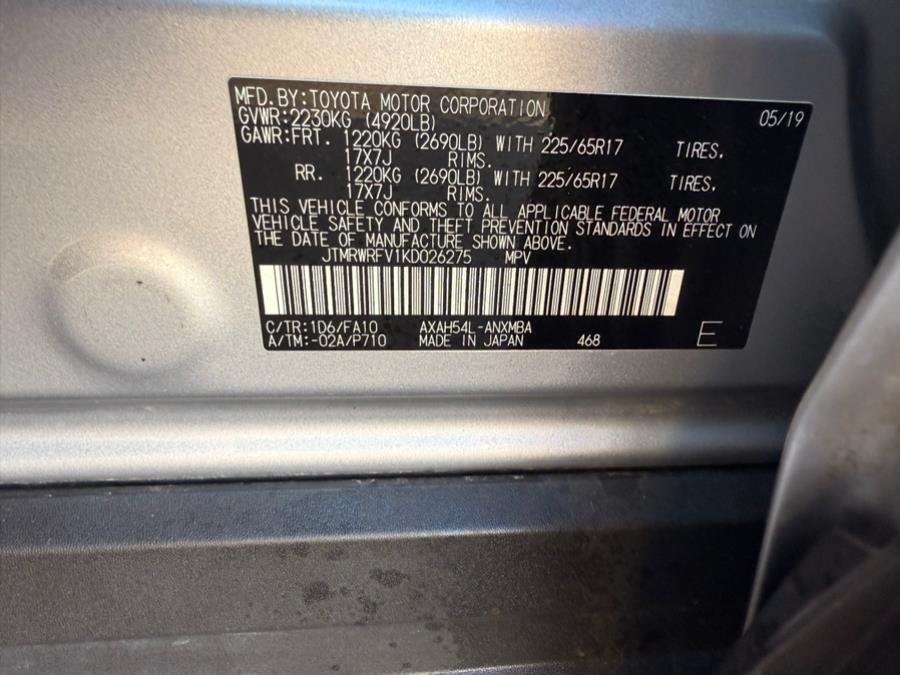 MFD. BY: TOYOTA MOTOR CORPORATION 05/19
GVWR: 2230KG (4920LB)
GAWR: FRT. 1220KG (2690LB) WITH 225/65R17 TIRES.
17X7J RIMS.
RR. 1220KG (2690LB) WITH 225/65R17 TIRES.
17X7J RIMS.
THIS VEHICLE CONFORMS TO ALL APPLICABLE FEDERAL MOTOR
VEHICLE SAFETY AND THEFT PREVENTION STANDARDS IN EFFECT ON
THE DATE OF MANUFACTURE SHOWN ABOVE.
JTMRWRFV1KD026275 MPV
C/TR: 1D6/FA10 AXAH54L-ANXMBA
A/TM: -02A/P710 MADE IN JAPAN 468 E